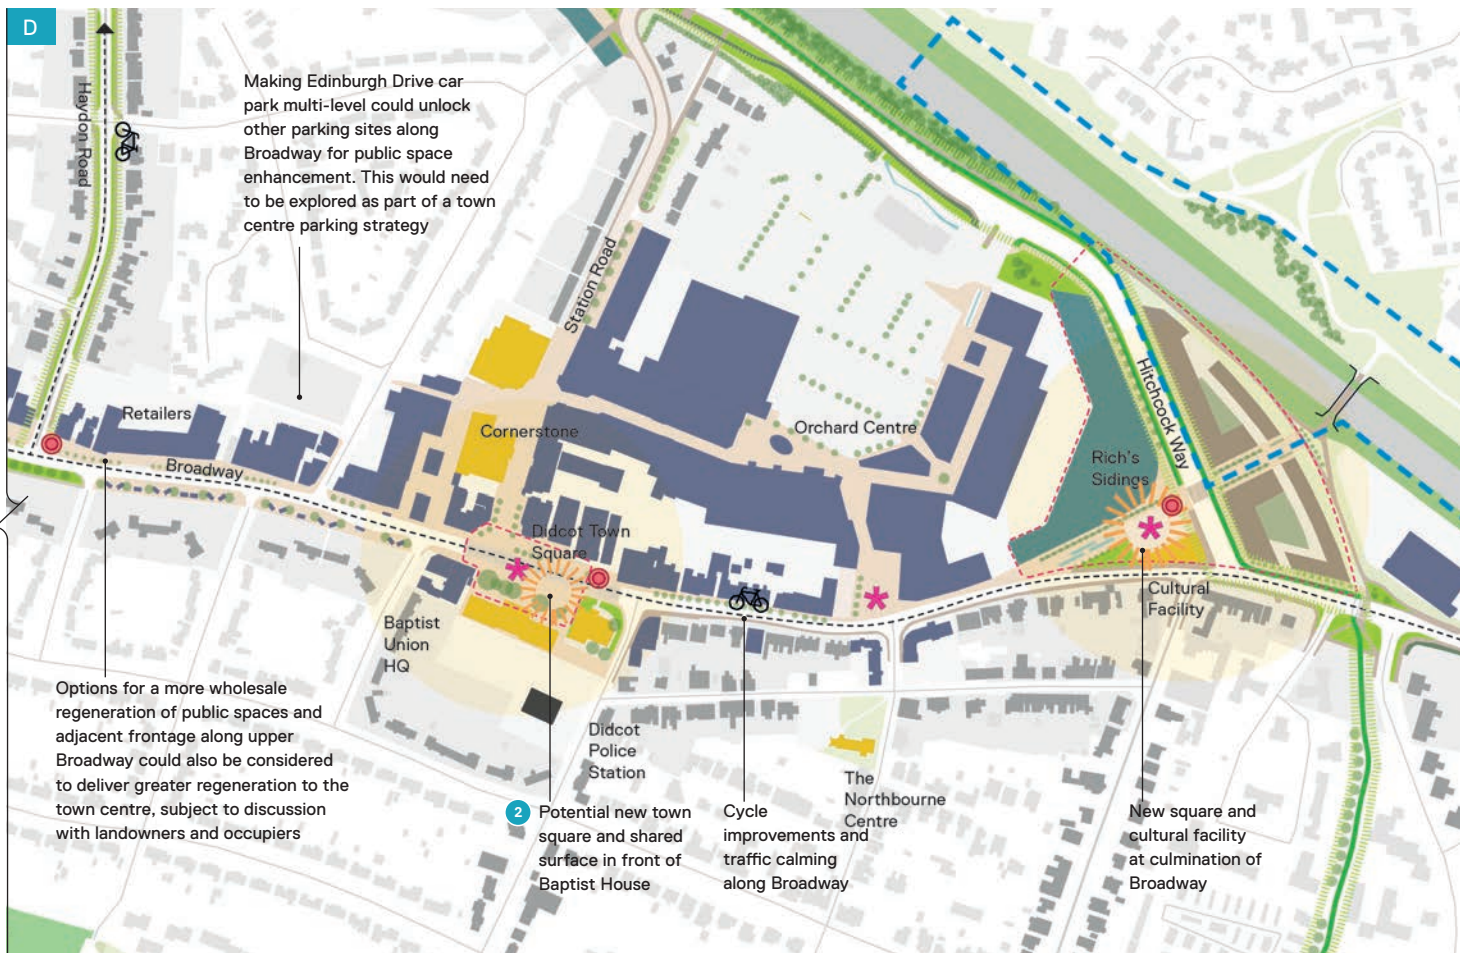 D
Haydon Road
Making Edinburgh Drive car
park multi-level could unlock
other parking sites along
Broadway for public space
enhancement. This would need
to be explored as part of a town
centre parking strategy
Station Road
Hitchcock Way
Retailers
Cornerstone
Orchard Centre
Broadway
Rich's
Sidings
Didcot Town
Square
Cultural
Facility
Baptist
Union
HQ
Options for a more wholesale
regeneration of public spaces and
adjacent frontage along upper
Broadway could also be considered
to deliver greater regeneration to the
town centre, subject to discussion
with landowners and occupiers
Didcot
Police
Station
The
Northbourne
Centre
2
Potential new town
square and shared
surface in front of
Baptist House
Cycle
improvements and
traffic calming
along Broadway
New square and
cultural facility
at culmination of
Broadway